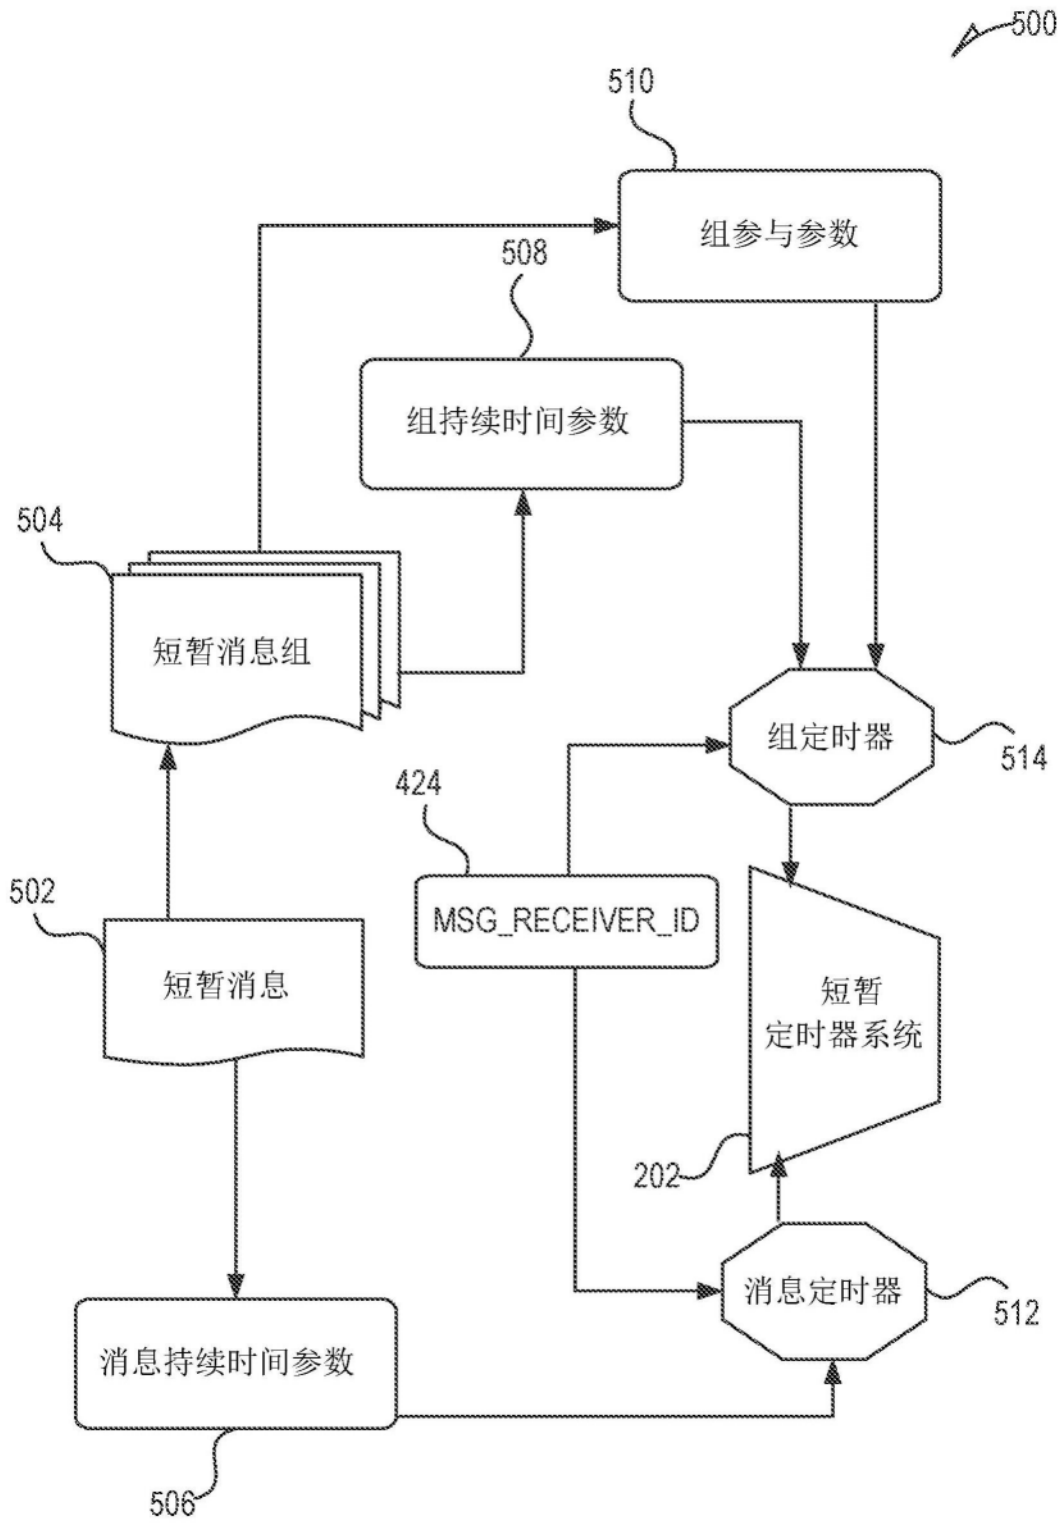 500
510
组参与参数
508
组持续时间参数
504
短暂消息组
组定时器
514
424
MSG_RECEIVER_ID
502
短暂消息
短暂
定时器系统
202
消息定时器
512
消息持续时间参数
506